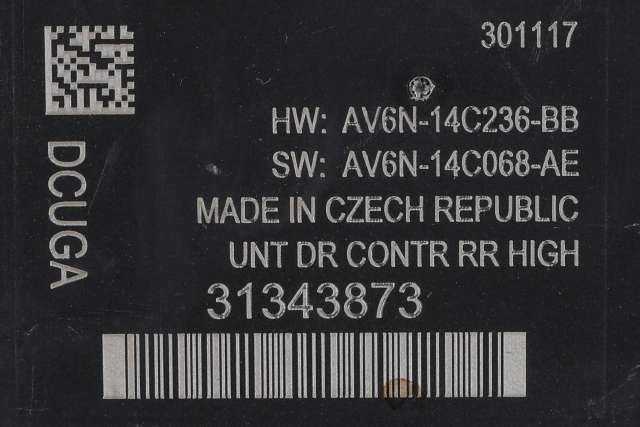 301117
HW: AV6N-14C236-BB
SW: AV6N-14C068-AE
DCUGA
MADE IN CZECH REPUBLIC
UNT DR CONTR RR HIGH
31343873